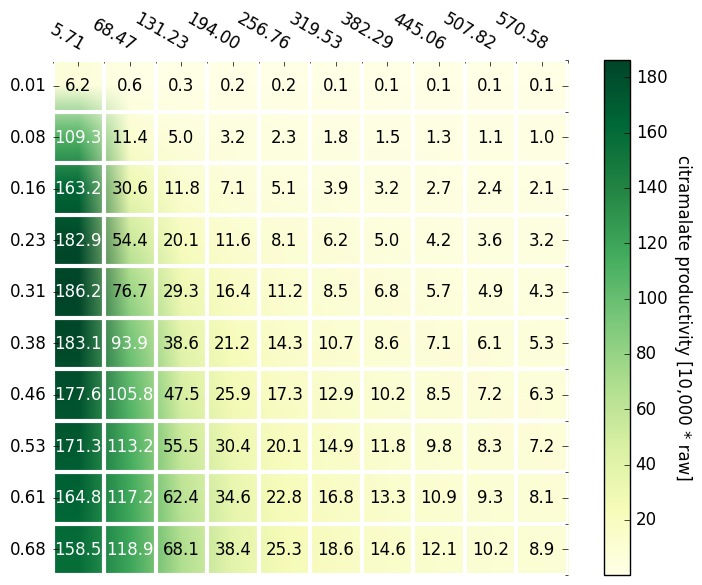 5.71 68.47 131.23 194.00 256.76 319.53 382.29 445.06 507.82 570.58
0.01 6.2 0.6 0.3 0.2 0.2 0.1 0.1 0.1 0.1 0.1
0.08 109.3 11.4 5.0 3.2 2.3 1.8 1.5 1.3 1.1 1.0
0.16 163.2 30.6 11.8 7.1 5.1 3.9 3.2 2.7 2.4 2.1
0.23 182.9 54.4 20.1 11.6 8.1 6.2 5.0 4.2 3.6 3.2
0.31 186.2 76.7 29.3 16.4 11.2 8.5 6.8 5.7 4.9 4.3
0.38 183.1 93.9 38.6 21.2 14.3 10.7 8.6 7.1 6.1 5.3
0.46 177.6 105.8 47.5 25.9 17.3 12.9 10.2 8.5 7.2 6.3
0.53 171.3 113.2 55.5 30.4 20.1 14.9 11.8 9.8 8.3 7.2
0.61 164.8 117.2 62.4 34.6 22.8 16.8 13.3 10.9 9.3 8.1
0.68 158.5 118.9 68.1 38.4 25.3 18.6 14.6 12.1 10.2 8.9
180
160
140
120
100
80
60
40
20
citramalate productivity [10,000 * raw]